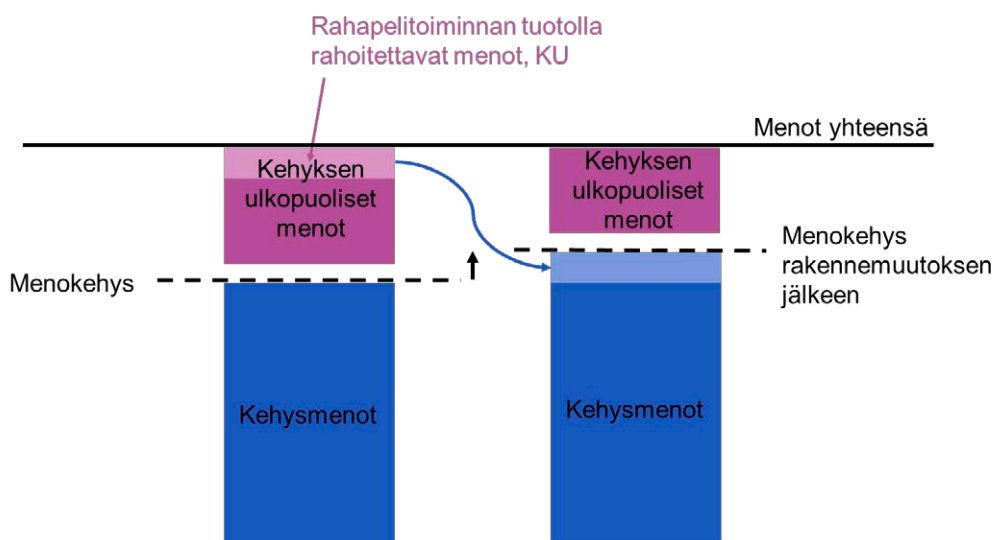 Rahapelitoiminnan tuotolla
rahoitettavat menot, KU
Menot yhteensä
Kehyksen
ulkopuoliset
menot
Kehyksen
ulkopuoliset
menot
Menokehys
Menokehys
rakennemuutoksen
jälkeen
Kehysmenot
Kehysmenot